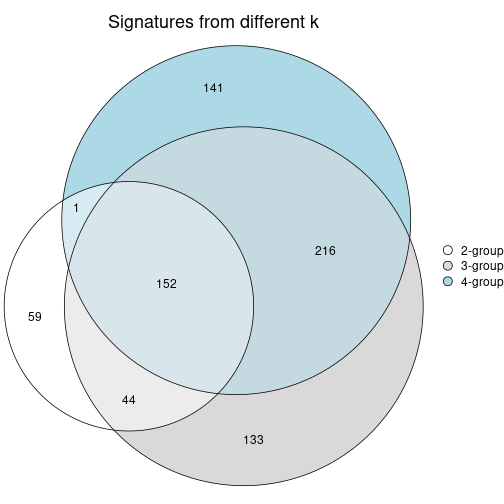 Signatures from different k
141
1
216
152
59
44
133
2-group
3-group
4-group